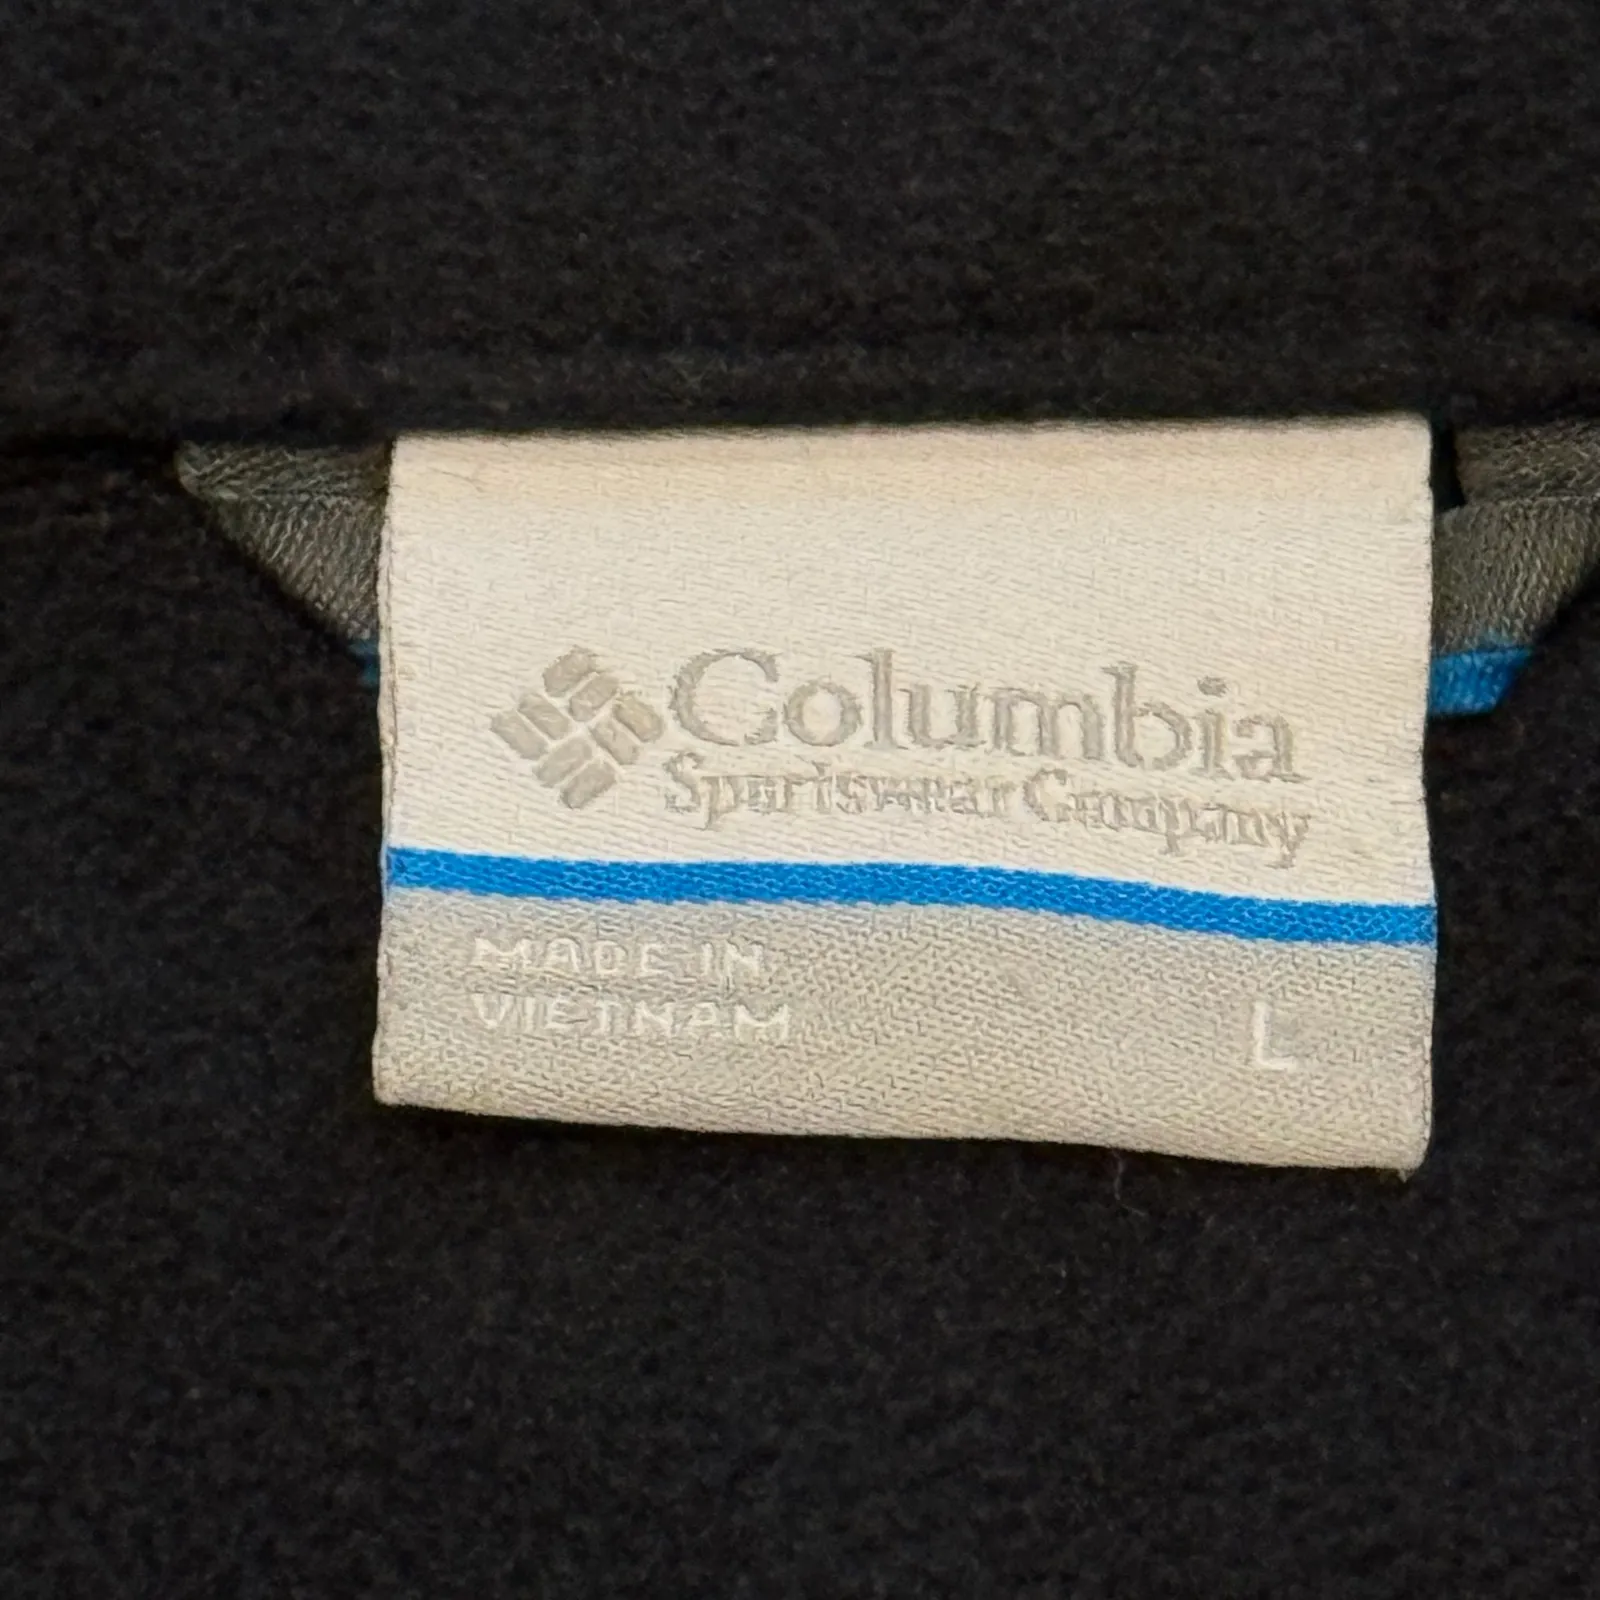 Columbia
Sportswear Company
MADE IN
VIETNAM
L